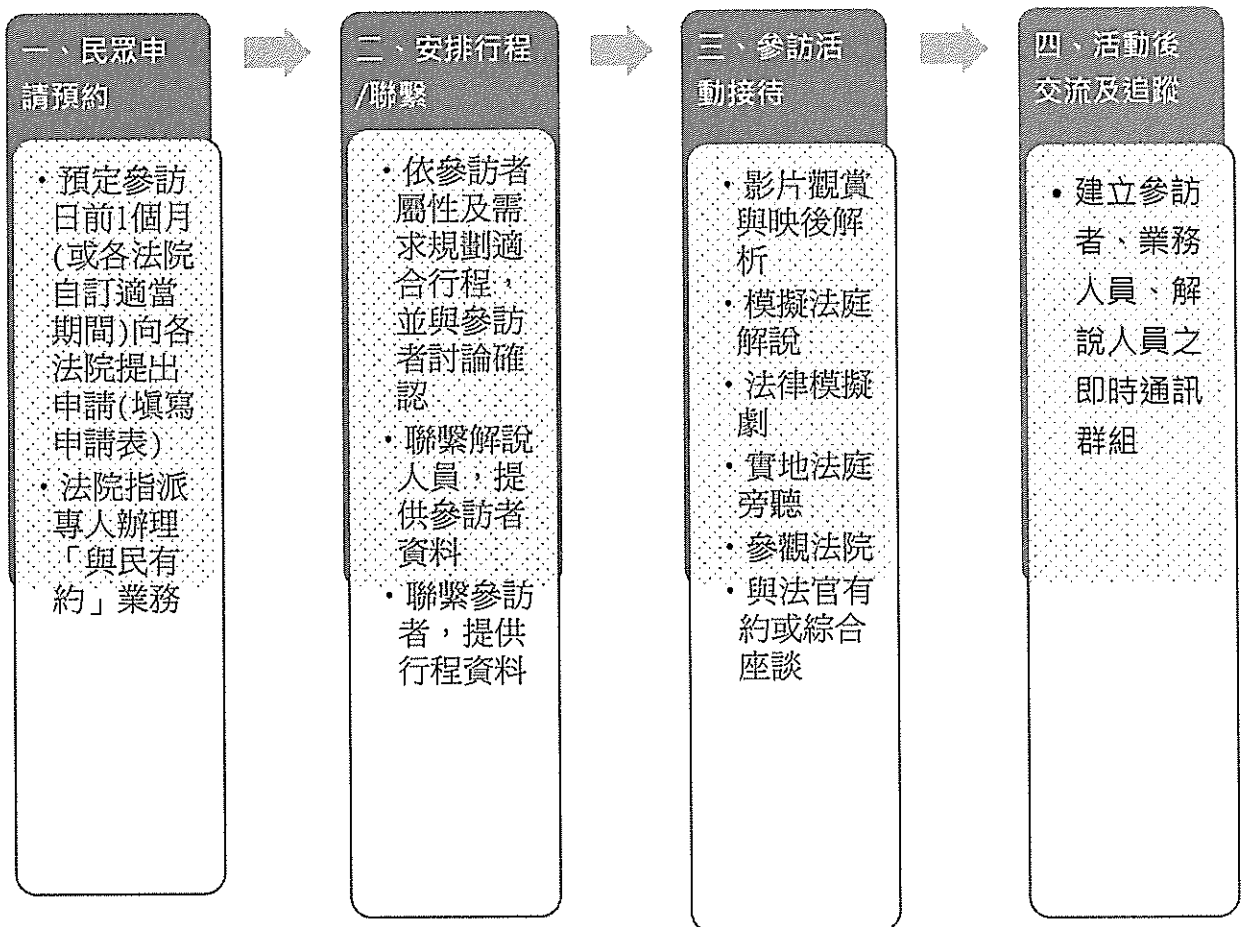 一、民眾申
請預約
・預定參訪
日前1個月
(或各法院
自訂適當
期間)向各
法院提出
申請(填寫
申請表)
・法院指派
專人辦理
「與民有
約」業務
二、安排行程
/聯繫
・依參訪者
屬性及需
求規劃適
合行程，
並與參訪
者討論確
認
・聯繫解說
人員，提
供參訪者
資料
・聯繫參訪
者，提供
行程資料
三、參訪活
動接待
・影片觀賞
與映後解
析
・模擬法庭
解說
・法律模擬
劇
・實地法庭
旁聽
・參觀法院
・與法官有
約或綜合
座談
四、活動後
交流及追蹤
・建立參訪
者、業務
人員、解
說人員之
即時通訊
群組